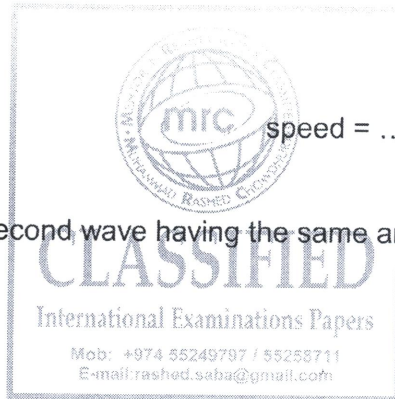 mrc
MUHAMMAD RASHED CHOWDHURY
speed = ..
econd wave having the same a
CLASSIFIED
International Examinations Papers
Mob: +974 55249797 / 55258711
E-mail:rashed.saba@gmail.com